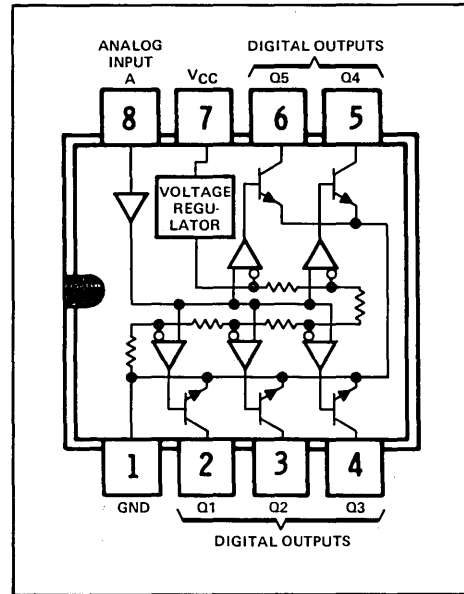 ANALOG
INPUT
A
VCC
DIGITAL OUTPUTS
Q5
Q4
8
7
6
5
VOLTAGE
REGU-
LATOR
1
2
3
4
GND
Q1
Q2
Q3
DIGITAL OUTPUTS